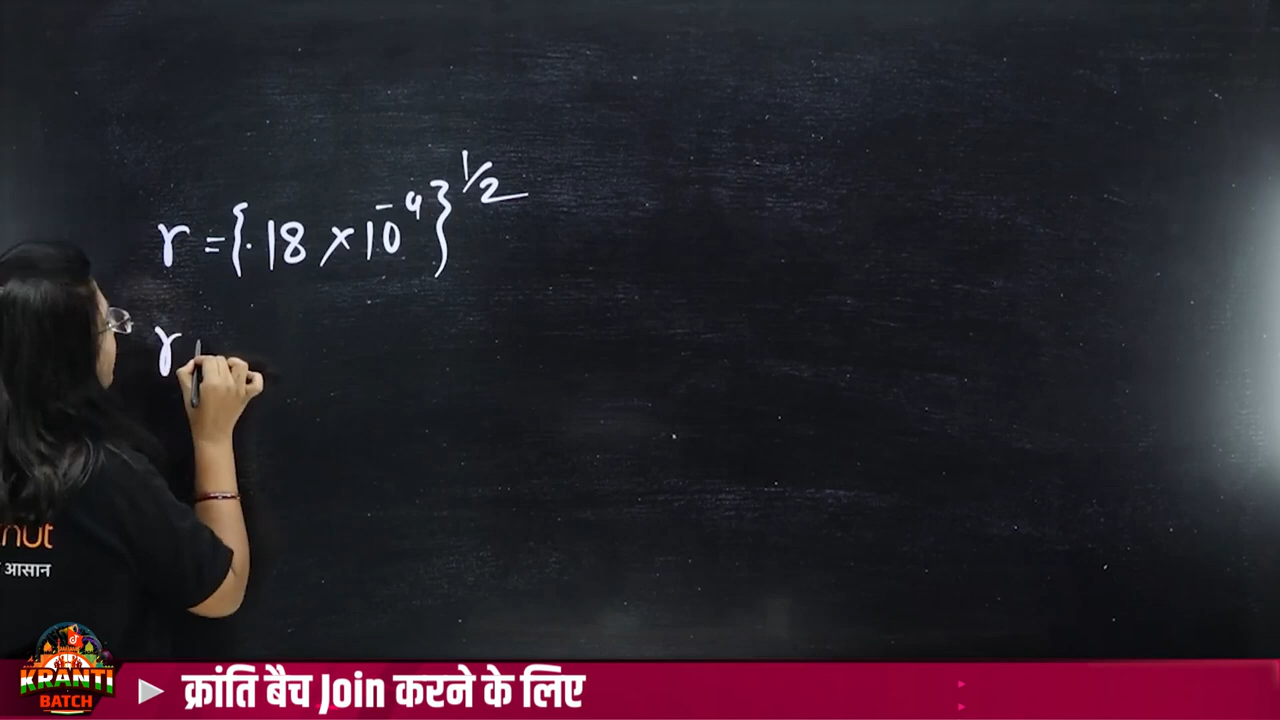 r = {.18 × 10⁻⁴}^1/2
r
nut
आसान
KRANTI
BATCH
क्रांति बैच Join करने के लिए